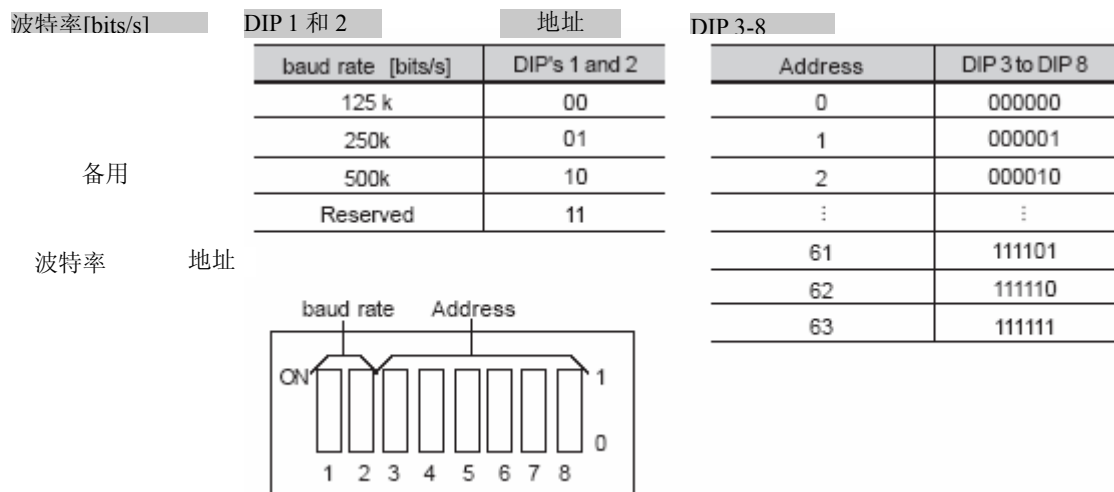 波特率[bits/s] DIP 1 和 2 地址 DIP 3-8
baud rate [bits/s] DIP's 1 and 2
125 k 00
250k 01
500k 10
Reserved 11
Address DIP 3 to DIP 8
0 000000
1 000001
2 000010
⋮ ⋮
61 111101
62 111110
63 111111
备用
波特率 地址
baud rate Address
ON 1
0
1 2 3 4 5 6 7 8